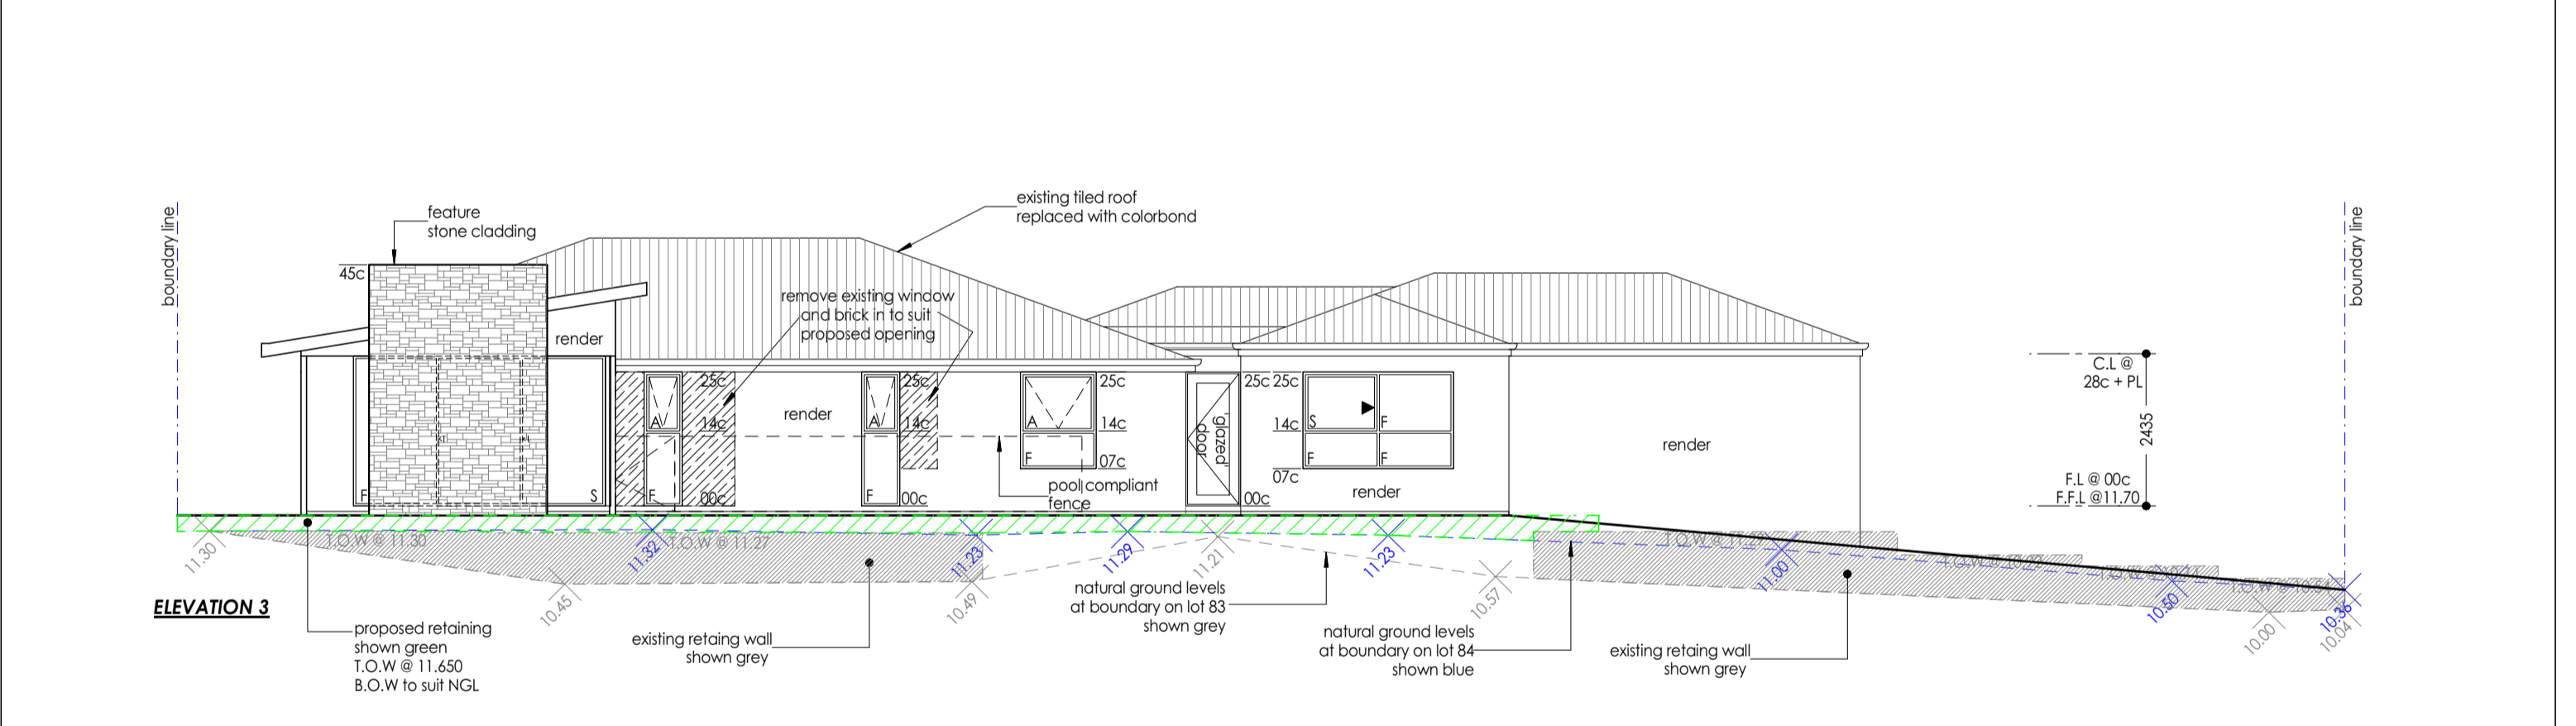 boundary line
feature
stone cladding
45c
existing tiled roof
replaced with colorbond
remove existing window
and brick in to suit
proposed opening
render
boundary line
C.L @
28c + PL
2435
F.L @ 00c
F.F.L @11.70
25c
25c
25c
25c
25c
A
A
A
14c
14c
14c
14c
render
glazed
door
S
F
F
F
F
07c
07c
render
render
pool compliant
fence
F
S
F
00c
F
00c
00c
T.O.W @ 11.30
T.O.W @ 11.27
11.30
11.32
11.23
11.29
11.21
11.23
11.00
10.50
10.36
10.45
10.49
10.57
10.00
10.04
ELEVATION 3
proposed retaining
shown green
T.O.W @ 11.650
B.O.W to suit NGL
existing retaing wall
shown grey
natural ground levels
at boundary on lot 83
shown grey
natural ground levels
at boundary on lot 84
shown blue
existing retaing wall
shown grey